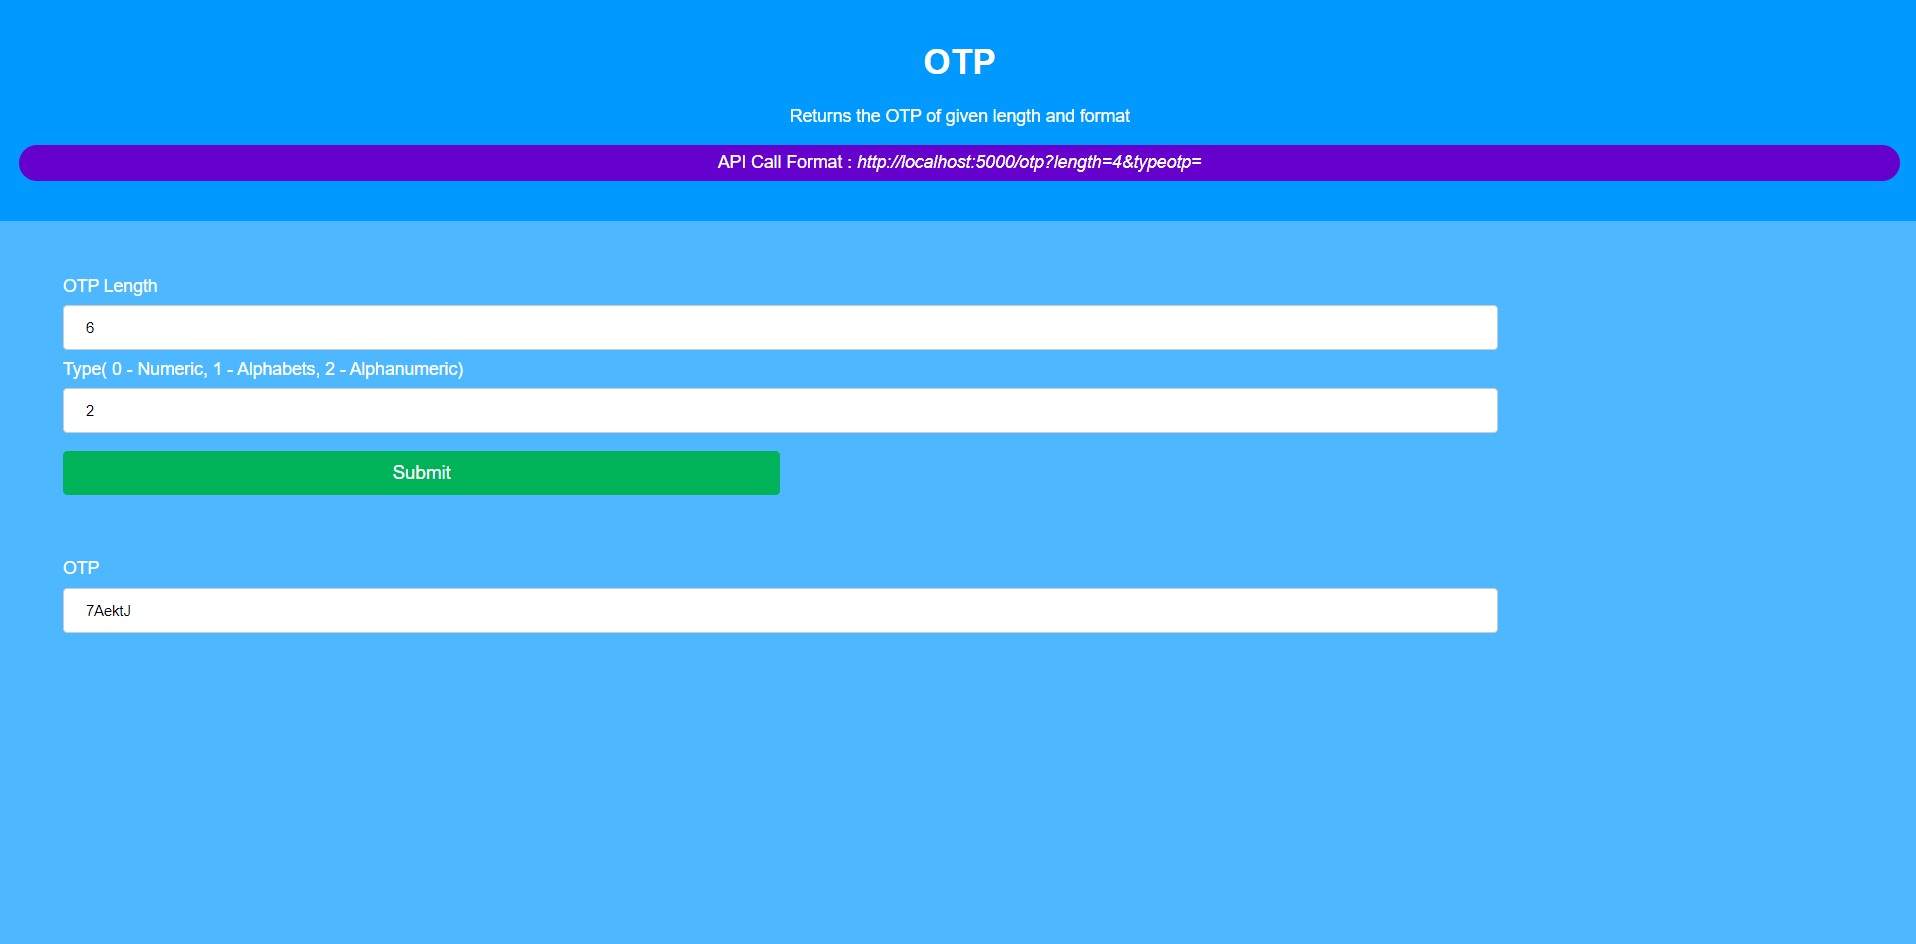 OTP
Returns the OTP of given length and format
API Call Format : http://localhost:5000/otp?length=4&typeotp=
OTP Length
6
Type( 0 - Numeric, 1 - Alphabets, 2 - Alphanumeric)
2
Submit
OTP
7AektJ